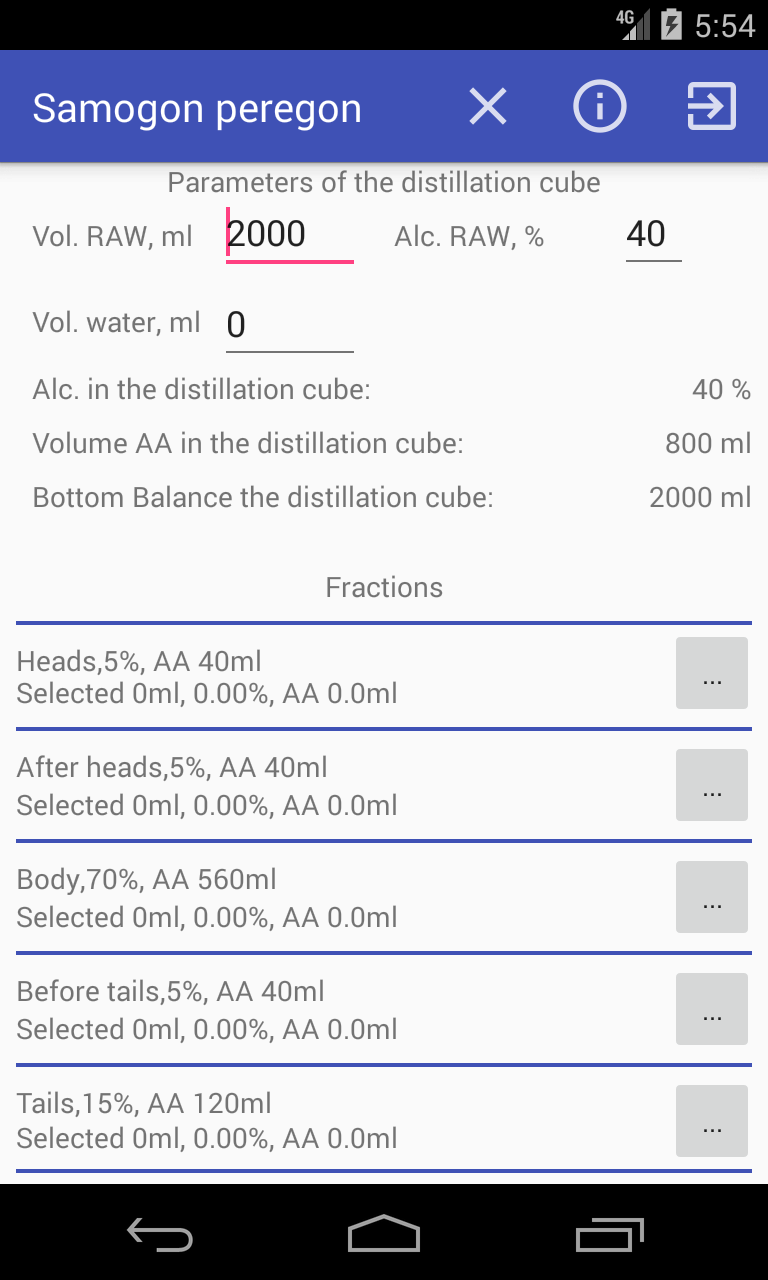 4G 5:54
Samogon peregon
Parameters of the distillation cube
Vol. RAW, ml 2000 Alc. RAW, % 40
Vol. water, ml 0
Alc. in the distillation cube: 40 %
Volume AA in the distillation cube: 800 ml
Bottom Balance the distillation cube: 2000 ml
Fractions
Heads,5%, AA 40ml
Selected 0ml, 0.00%, AA 0.0ml
...
After heads,5%, AA 40ml
Selected 0ml, 0.00%, AA 0.0ml
...
Body,70%, AA 560ml
Selected 0ml, 0.00%, AA 0.0ml
...
Before tails,5%, AA 40ml
Selected 0ml, 0.00%, AA 0.0ml
...
Tails,15%, AA 120ml
Selected 0ml, 0.00%, AA 0.0ml
...